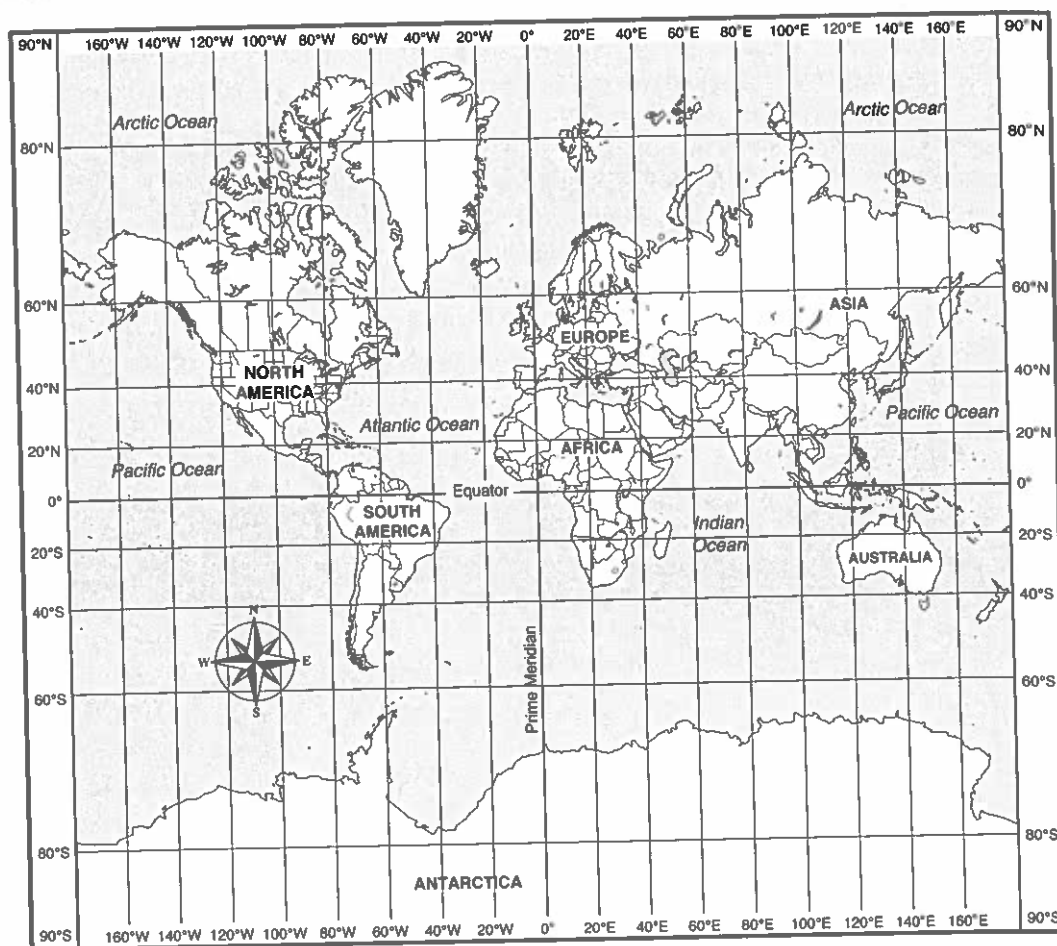 90°N 160°W 140°W 120°W 100°W 80°W 60°W 40°W 20°W 0° 20°E 40°E 60°E 80°E 100°E 120°E 140°E 160°E 90°N
Arctic Ocean Arctic Ocean
80°N 80°N
60°N ASIA 60°N
EUROPE
NORTH
AMERICA
40°N 40°N
Atlantic Ocean Pacific Ocean
20°N AFRICA 20°N
Pacific Ocean
Equator
0° 0°
SOUTH
AMERICA
Indian
Ocean
20°S 20°S
AUSTRALIA
40°S 40°S
N
W E
S
Prime Meridian
60°S 60°S
80°S 80°S
ANTARCTICA
90°S 160°W 140°W 120°W 100°W 80°W 60°W 40°W 20°W 0° 20°E 40°E 60°E 80°E 100°E 120°E 140°E 160°E 90°S